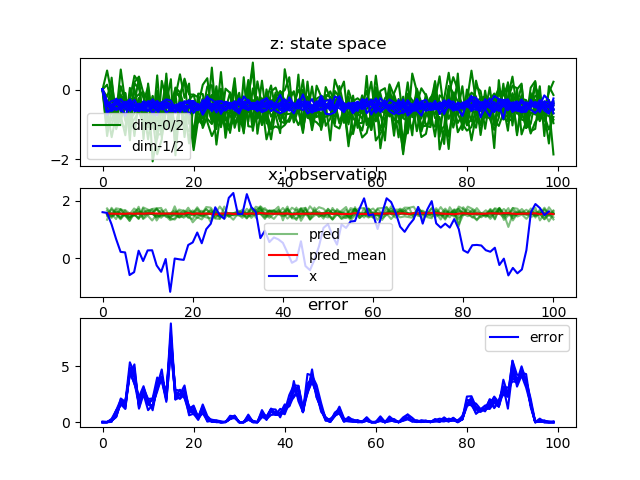 z: state space
0
−2
dim-0/2
dim-1/2
0 20 40 60 80 100
x: observation
2
0
pred
pred_mean
x
0 20 40 60 80 100
error
5
0
error
0 20 40 60 80 100